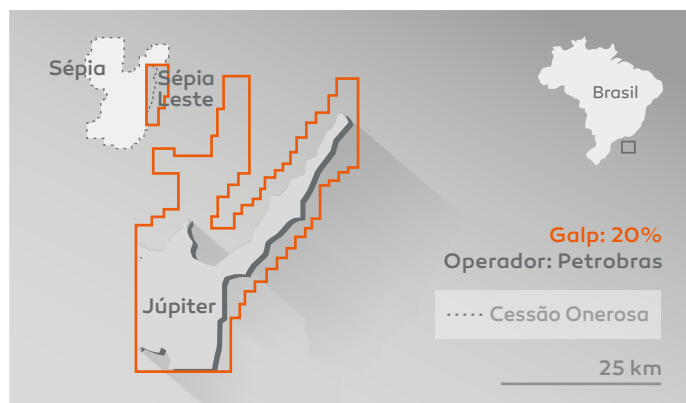 Sépia
Sépia
Leste
Brasil
Galp: 20%
Operador: Petrobras
Júpiter
Cessão Onerosa
25 km